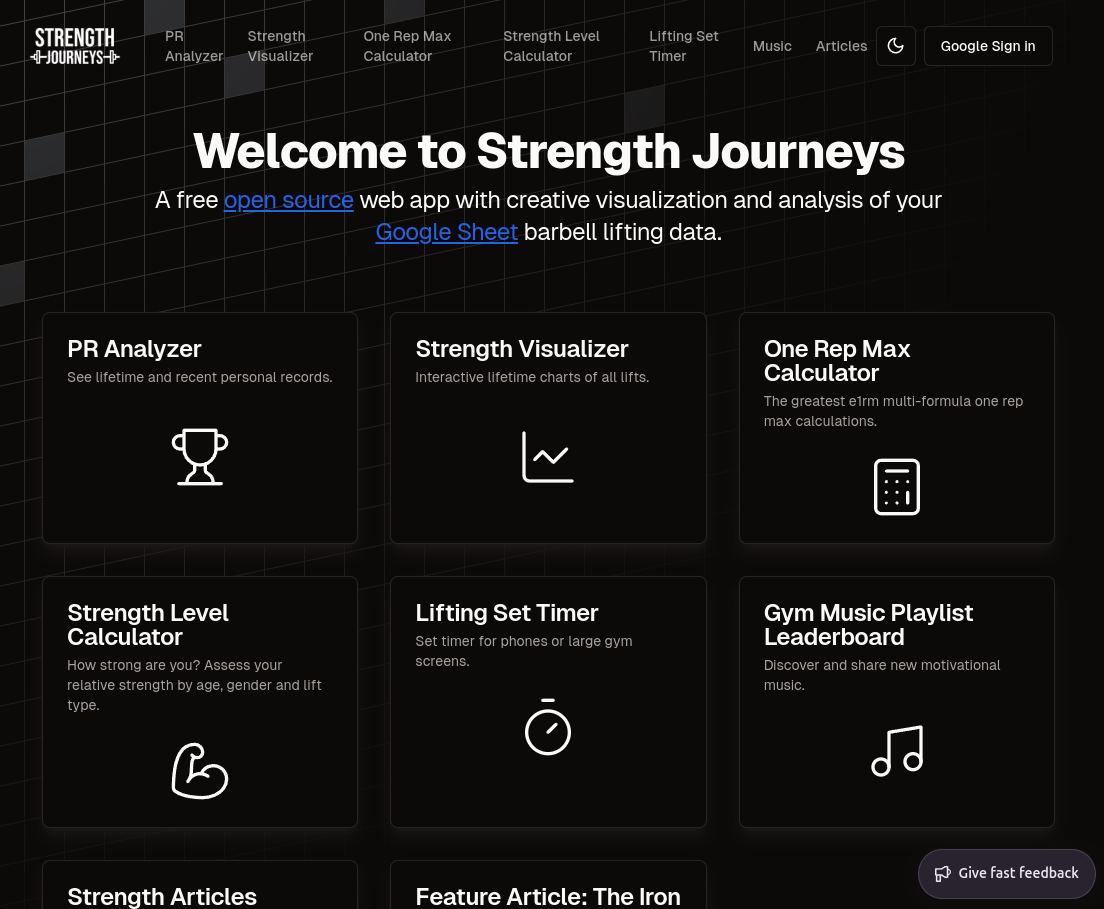 STRENGTH
JOURNEYS
PR
Analyzer
Strength
Visualizer
One Rep Max
Calculator
Strength Level
Calculator
Lifting Set
Timer
Music
Articles
Google Sign in
Welcome to Strength Journeys
A free open source web app with creative visualization and analysis of your
Google Sheet barbell lifting data.
PR Analyzer
See lifetime and recent personal records.
Strength Visualizer
Interactive lifetime charts of all lifts.
One Rep Max
Calculator
The greatest e1rm multi-formula one rep
max calculations.
Strength Level
Calculator
How strong are you? Assess your
relative strength by age, gender and lift
type.
Lifting Set Timer
Set timer for phones or large gym
screens.
Gym Music Playlist
Leaderboard
Discover and share new motivational
music.
Strength Articles
Feature Article: The Iron
Give fast feedback